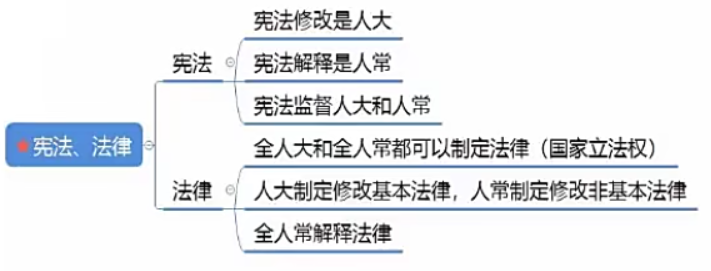 宪法、法律
宪法
宪法修改是人大
宪法解释是人常
宪法监督人大和人常
法律
全人大和全人常都可以制定法律（国家立法权）
人大制定修改基本法律，人常制定修改非基本法律
全人常解释法律